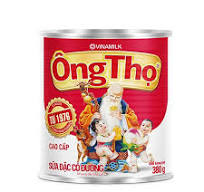 VINAMILK
Ông Thọ
TỪ 1976
CAO CẤP
SỮA ĐẶC CÓ ĐƯỜNG
380g